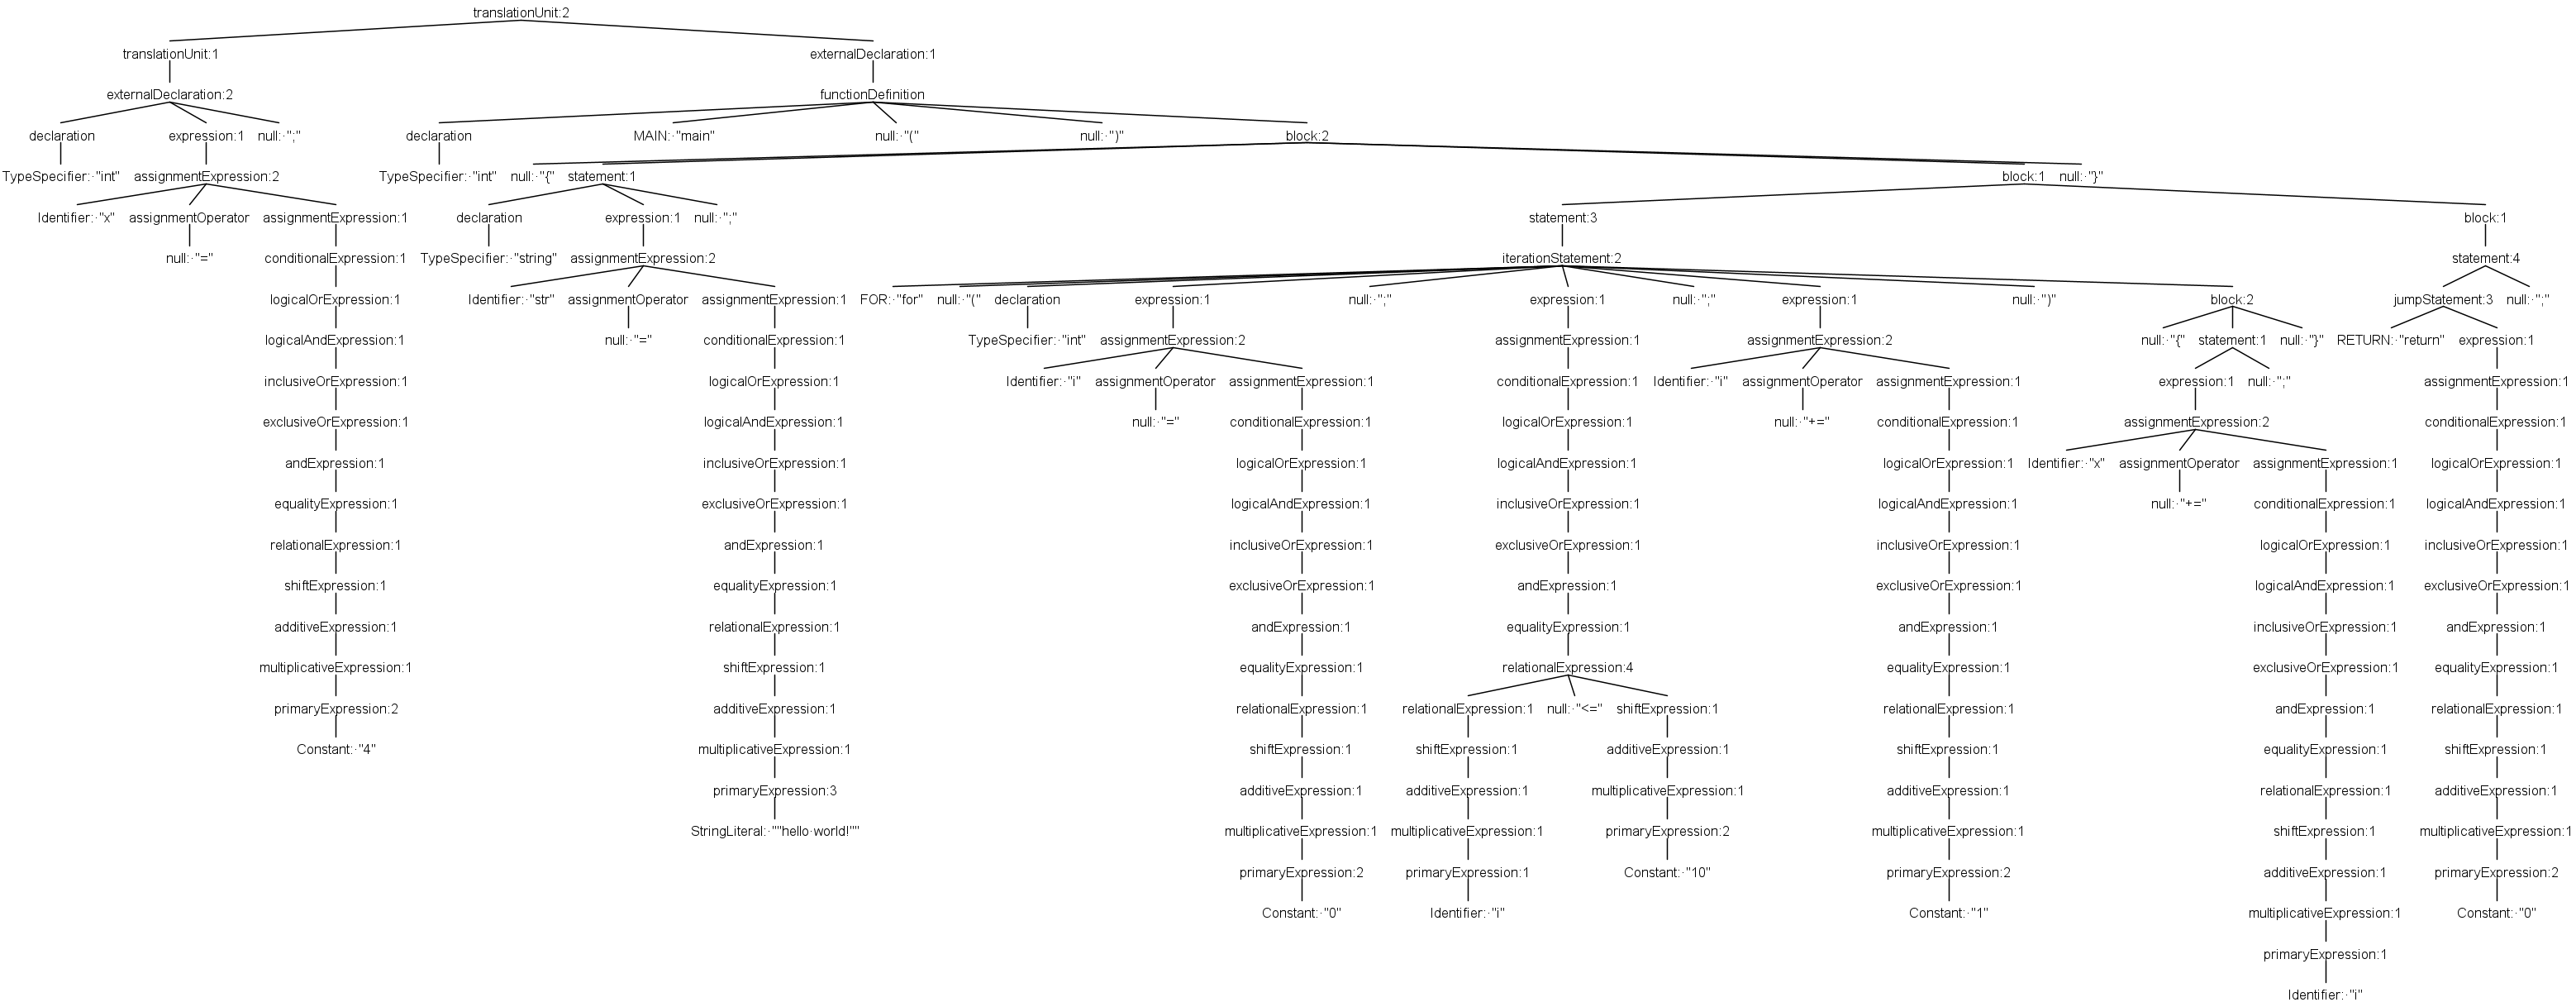 translationUnit:2
translationUnit:1 externalDeclaration:1
externalDeclaration:2 functionDefinition
declaration expression:1 null:·";" declaration MAIN:·"main" null:·"(" null:·")" block:2
TypeSpecifier:·"int" assignmentExpression:2 TypeSpecifier:·"int" null:·"{" statement:1 block:1 null:·"}"
Identifier:·"x" assignmentOperator assignmentExpression:1 declaration expression:1 null:·";" statement:3 block:1
null:·"=" conditionalExpression:1 TypeSpecifier:·"string" assignmentExpression:2 iterationStatement:2 statement:4
logicalOrExpression:1 Identifier:·"str" assignmentOperator assignmentExpression:1 FOR:·"for" null:·"(" declaration expression:1 null:·";" expression:1 null:·";" expression:1 null:·")" block:2 jumpStatement:3 null:·";"
logicalAndExpression:1 null:·"=" conditionalExpression:1 TypeSpecifier:·"int" assignmentExpression:2 assignmentExpression:1 assignmentExpression:2 null:·"{" statement:1 null:·"}" RETURN:·"return" expression:1
inclusiveOrExpression:1 logicalOrExpression:1 Identifier:·"i" assignmentOperator assignmentExpression:1 conditionalExpression:1 Identifier:·"i" assignmentOperator assignmentExpression:1 expression:1 null:·";" assignmentExpression:1
exclusiveOrExpression:1 logicalAndExpression:1 null:·"=" conditionalExpression:1 logicalOrExpression:1 null:·"+=" conditionalExpression:1 assignmentExpression:2 conditionalExpression:1
andExpression:1 inclusiveOrExpression:1 logicalOrExpression:1 logicalAndExpression:1 logicalOrExpression:1 Identifier:·"x" assignmentOperator assignmentExpression:1 logicalOrExpression:1
equalityExpression:1 exclusiveOrExpression:1 logicalAndExpression:1 inclusiveOrExpression:1 logicalAndExpression:1 null:·"+=" conditionalExpression:1 logicalAndExpression:1
relationalExpression:1 andExpression:1 inclusiveOrExpression:1 exclusiveOrExpression:1 inclusiveOrExpression:1 logicalOrExpression:1 inclusiveOrExpression:1
shiftExpression:1 equalityExpression:1 exclusiveOrExpression:1 andExpression:1 exclusiveOrExpression:1 logicalAndExpression:1 exclusiveOrExpression:1
additiveExpression:1 relationalExpression:1 andExpression:1 equalityExpression:1 andExpression:1 inclusiveOrExpression:1 andExpression:1
multiplicativeExpression:1 shiftExpression:1 equalityExpression:1 relationalExpression:4 equalityExpression:1 exclusiveOrExpression:1 equalityExpression:1
primaryExpression:2 additiveExpression:1 relationalExpression:1 relationalExpression:1 null:·"<=" shiftExpression:1 relationalExpression:1 andExpression:1 relationalExpression:1
Constant:·"4" multiplicativeExpression:1 shiftExpression:1 shiftExpression:1 additiveExpression:1 shiftExpression:1 equalityExpression:1 shiftExpression:1
primaryExpression:3 additiveExpression:1 additiveExpression:1 multiplicativeExpression:1 additiveExpression:1 relationalExpression:1 additiveExpression:1
StringLiteral:·""hello·world!"" multiplicativeExpression:1 multiplicativeExpression:1 primaryExpression:2 multiplicativeExpression:1 shiftExpression:1 multiplicativeExpression:1
primaryExpression:2 primaryExpression:1 Constant:·"10" primaryExpression:2 additiveExpression:1 primaryExpression:2
Constant:·"0" Identifier:·"i" Constant:·"1" multiplicativeExpression:1 Constant:·"0"
primaryExpression:1
Identifier:·"i"